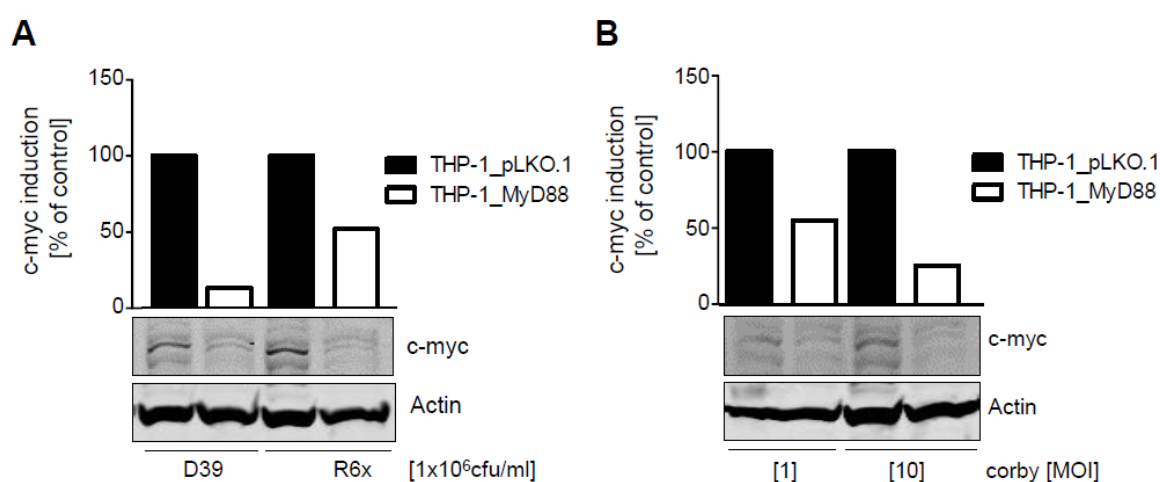 A
c-myc induction
[% of control]
150
100
50
0
THP-1_pLKO.1
THP-1_MyD88
c-myc
Actin
D39 R6x [1x10⁶cfu/ml]
B
c-myc induction
[% of control]
150
100
50
0
THP-1_pLKO.1
THP-1_MyD88
c-myc
Actin
[1] [10] corby [MOI]